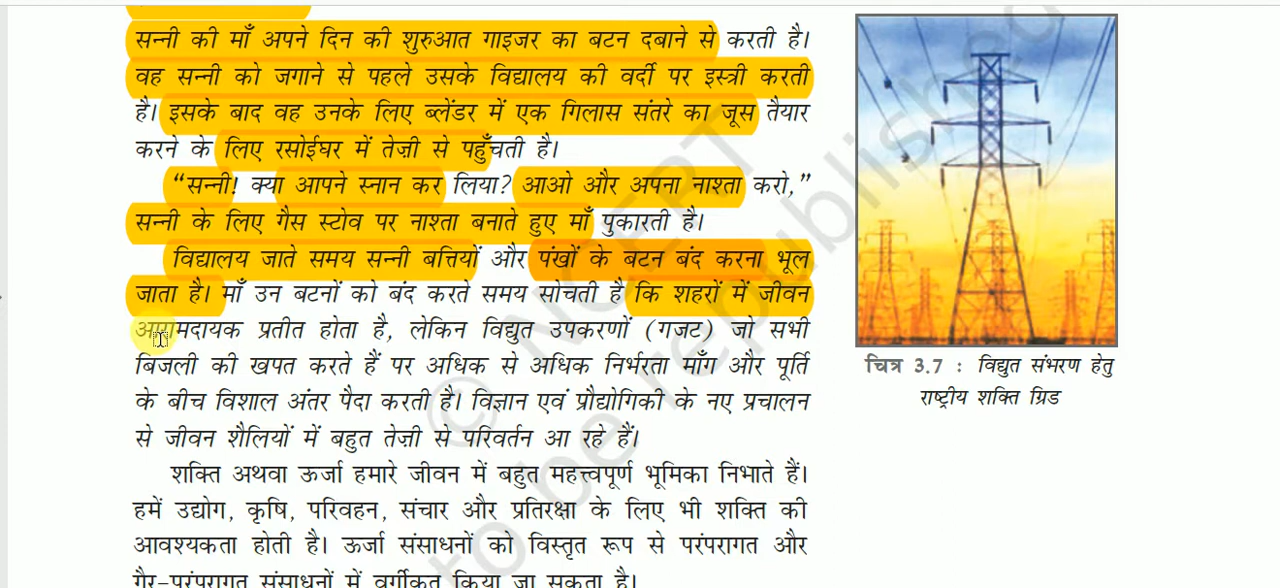 सन्नी की माँ अपने दिन की शुरुआत गाइजर का बटन दबाने से करती है।
वह सन्नी को जगाने से पहले उसके विद्यालय की वर्दी पर इस्त्री करती
है। इसके बाद वह उनके लिए ब्लेंडर में एक गिलास संतरे का जूस तैयार
करने के लिए रसोईघर में तेज़ी से पहुँचती है।
“सन्नी! क्या आपने स्नान कर लिया? आओ और अपना नाश्ता करो,”
सन्नी के लिए गैस स्टोव पर नाश्ता बनाते हुए माँ पुकारती है।
विद्यालय जाते समय सन्नी बत्तियों और पंखों के बटन बंद करना भूल
जाता है। माँ उन बटनों को बंद करते समय सोचती है कि शहरों में जीवन
आरामदायक प्रतीत होता है, लेकिन विद्युत उपकरणों (गजट) जो सभी
बिजली की खपत करते हैं पर अधिक से अधिक निर्भरता माँग और पूर्ति
के बीच विशाल अंतर पैदा करती है। विज्ञान एवं प्रौद्योगिकी के नए प्रचालन
से जीवन शैलियों में बहुत तेज़ी से परिवर्तन आ रहे हैं।
शक्ति अथवा ऊर्जा हमारे जीवन में बहुत महत्त्वपूर्ण भूमिका निभाते हैं।
हमें उद्योग, कृषि, परिवहन, संचार और प्रतिरक्षा के लिए भी शक्ति की
आवश्यकता होती है। ऊर्जा संसाधनों को विस्तृत रूप से परंपरागत और
गैर-परंपरागत संसाधनों में वर्गीकृत किया जा सकता है।
चित्र 3.7 : विद्युत संभरण हेतु
राष्ट्रीय शक्ति ग्रिड
© NCERT
to be republished